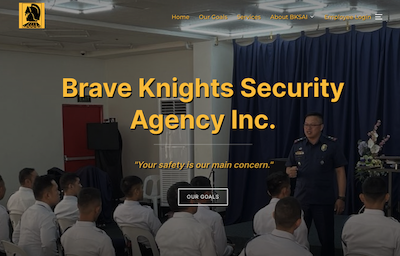 Home Our Goals Services About BKSAI Employee Login
Brave Knights Security
Agency Inc.
"Your safety is our main concern."
OUR GOALS